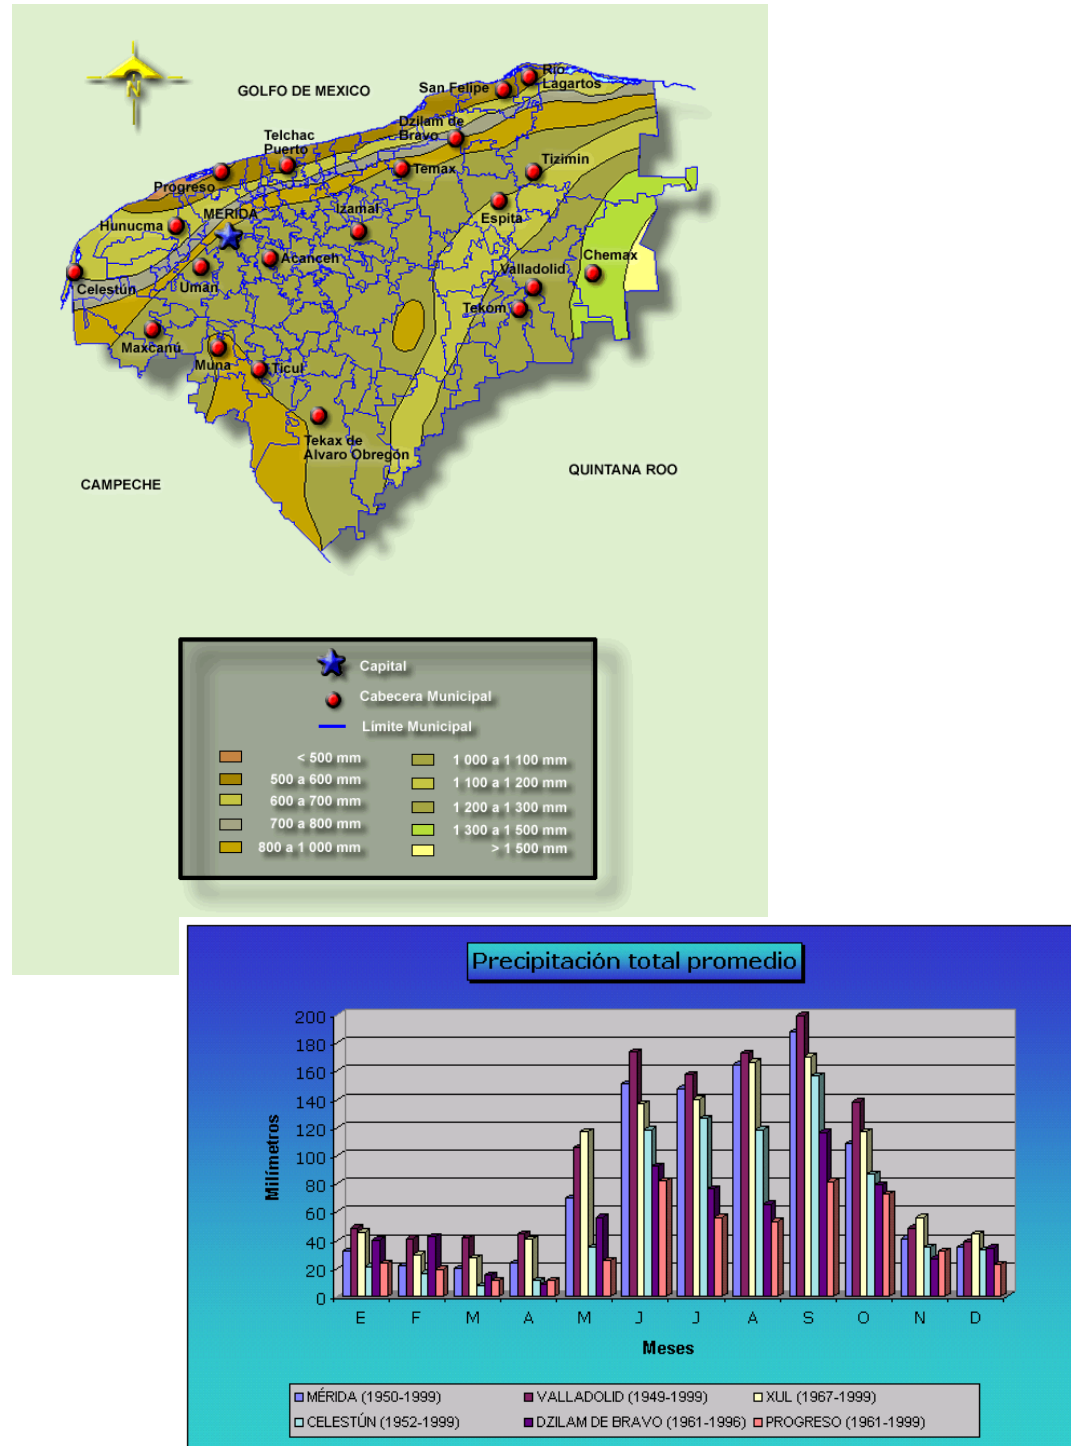 N
GOLFO DE MEXICO
Río
Lagartos
San Felipe
Dzilam de
Bravo
Telchac
Puerto
Tizimin
Temax
Progreso
MERIDA
Izamal
Espita
Hunucma
Chemax
Acanceh
Valladolid
Celestún
Umán
Tekom
Maxcanú
Muna
Ticul
Tekax de
Alvaro Obregón
QUINTANA ROO
CAMPECHE
Capital
Cabecera Municipal
Límite Municipal
< 500 mm
500 a 600 mm
600 a 700 mm
700 a 800 mm
800 a 1 000 mm
1 000 a 1 100 mm
1 100 a 1 200 mm
1 200 a 1 300 mm
1 300 a 1 500 mm
> 1 500 mm
Precipitación total promedio
200
180
160
140
120
100
80
60
40
20
0
Milímetros
E F M A M J J A S O N D
Meses
MÉRIDA (1950-1999) VALLADOLID (1949-1999) XUL (1967-1999)
CELESTÚN (1952-1999) DZILAM DE BRAVO (1961-1996) PROGRESO (1961-1999)